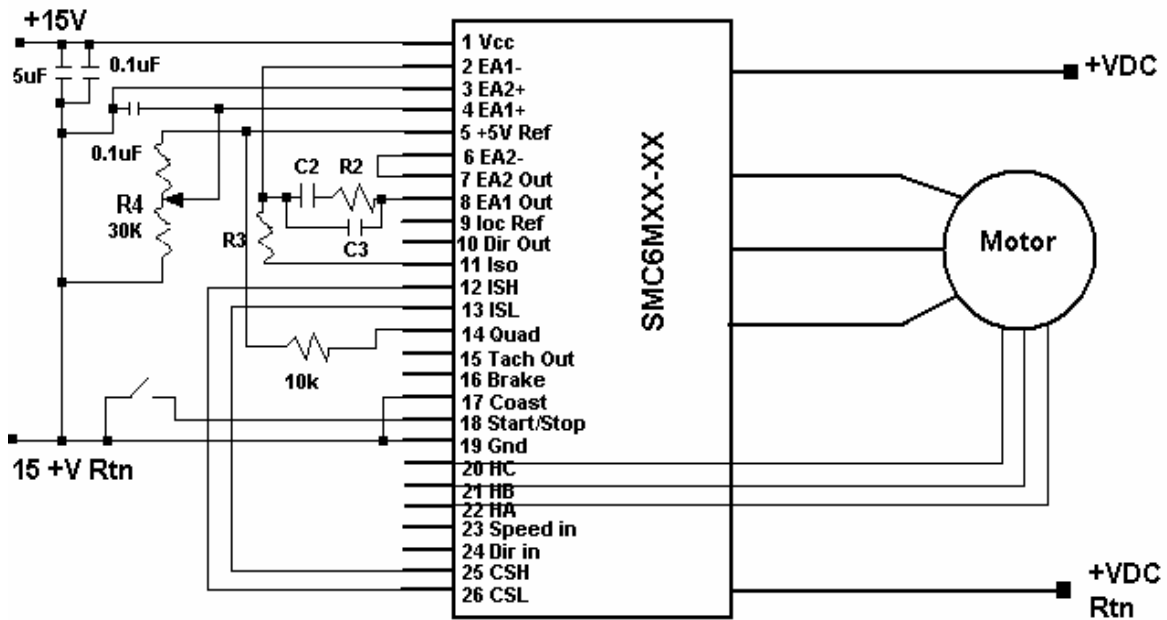 +15V
5uF
0.1uF
0.1uF
R4
30K
C2
R2
R3
C3
10k
15 +V Rtn
1 Vcc
2 EA1-
3 EA2+
4 EA1+
5 +5V Ref
6 EA2-
7 EA2 Out
8 EA1 Out
9 Ioc Ref
10 Dir Out
11 Iso
12 ISH
13 ISL
14 Quad
15 Tach Out
16 Brake
17 Coast
18 Start/Stop
19 Gnd
20 HC
21 HB
22 HA
23 Speed in
24 Dir in
25 CSH
26 CSL
SMC6MXX-XX
+VDC
Motor
+VDC
Rtn